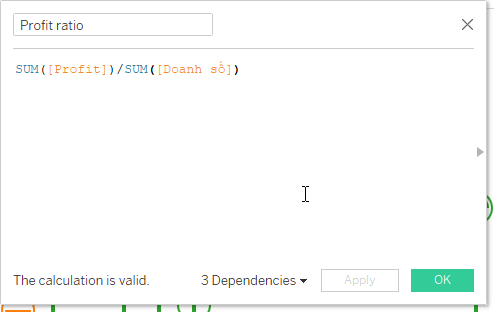 Profit ratio
SUM([Profit])/SUM([Doanh số])
The calculation is valid.
3 Dependencies
Apply
OK